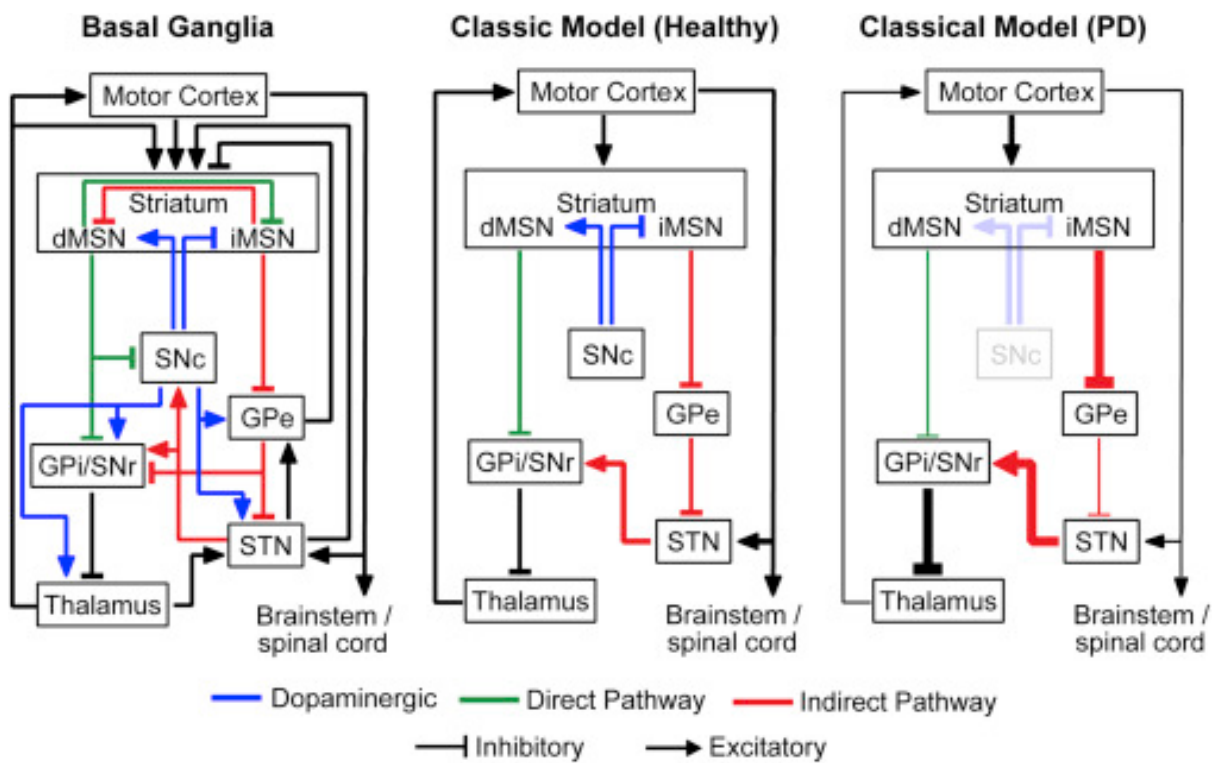 Basal Ganglia
Motor Cortex
Striatum
dMSN
iMSN
SNc
GPe
GPi/SNr
STN
Thalamus
Brainstem /
spinal cord
Classic Model (Healthy)
Motor Cortex
Striatum
dMSN
iMSN
SNc
GPe
GPi/SNr
STN
Thalamus
Brainstem /
spinal cord
Classical Model (PD)
Motor Cortex
Striatum
dMSN
iMSN
SNc
GPe
GPi/SNr
STN
Thalamus
Brainstem /
spinal cord
Dopaminergic
Direct Pathway
Indirect Pathway
Inhibitory
Excitatory